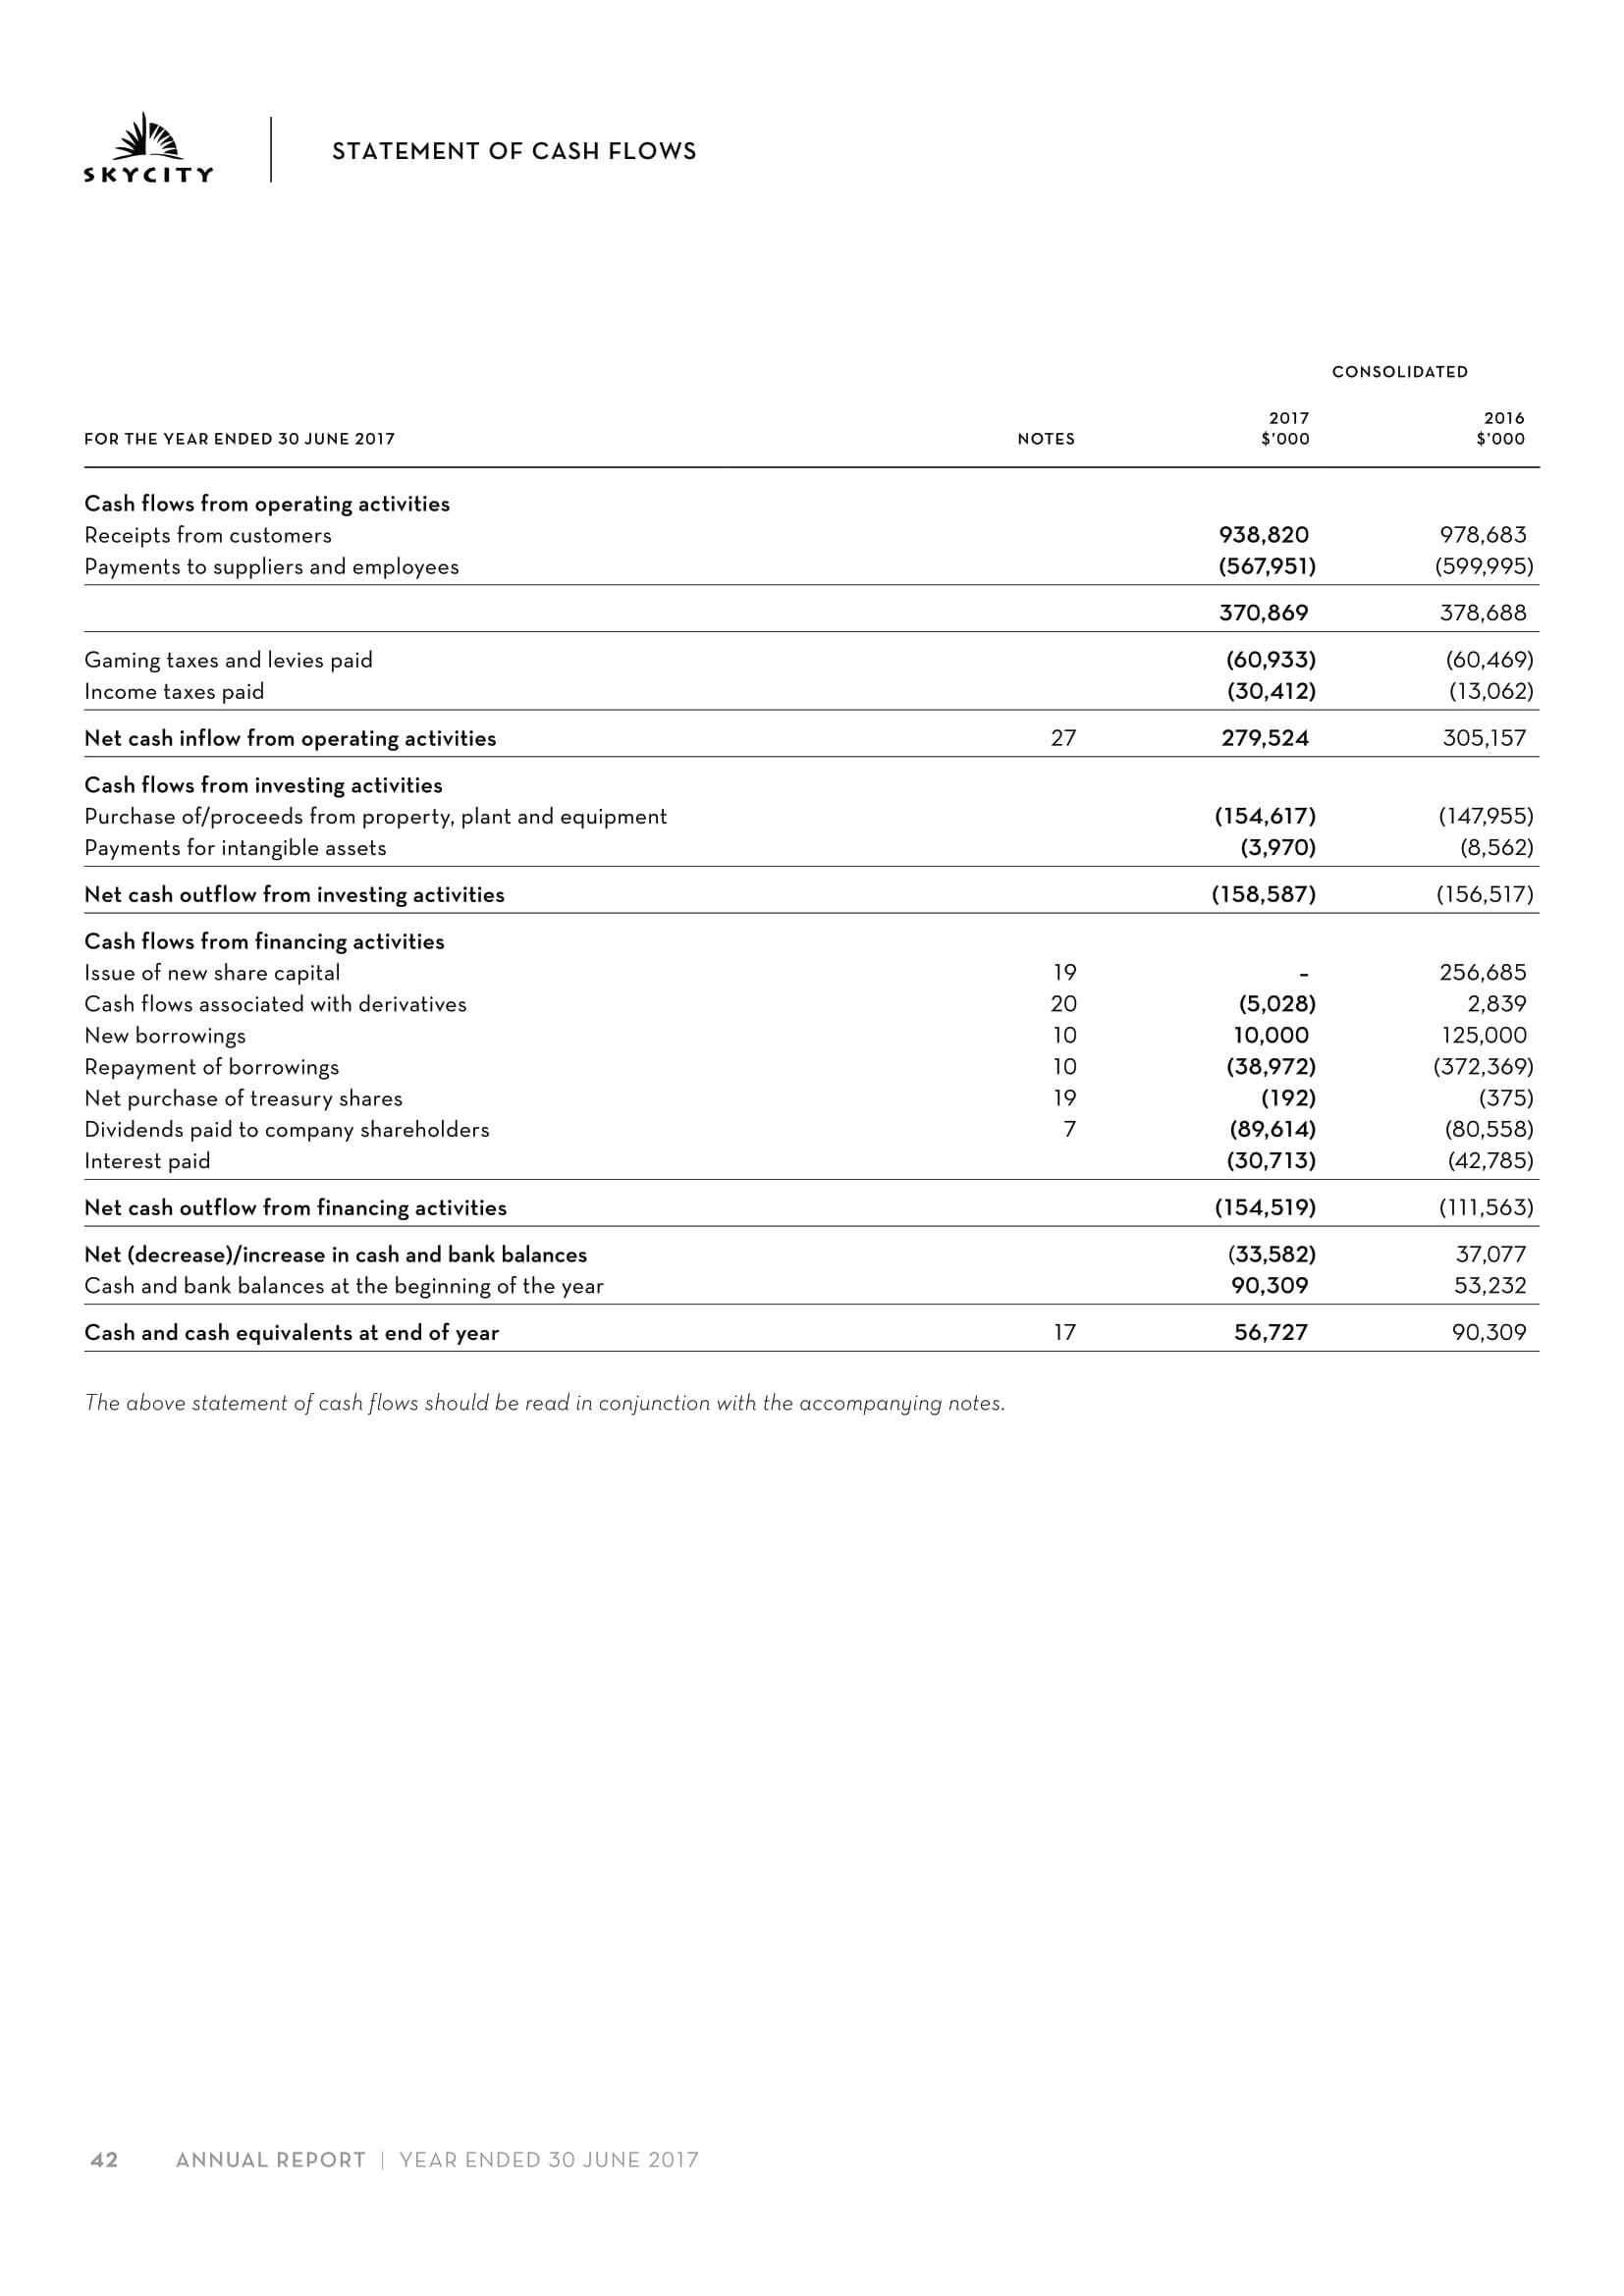 SKYCITY
STATEMENT OF CASH FLOWS
CONSOLIDATED
2017 2016
FOR THE YEAR ENDED 30 JUNE 2017 NOTES $'000 $'000
Cash flows from operating activities
Receipts from customers 938,820 978,683
Payments to suppliers and employees (567,951) (599,995)
370,869 378,688
Gaming taxes and levies paid (60,933) (60,469)
Income taxes paid (30,412) (13,062)
Net cash inflow from operating activities 27 279,524 305,157
Cash flows from investing activities
Purchase of/proceeds from property, plant and equipment (154,617) (147,955)
Payments for intangible assets (3,970) (8,562)
Net cash outflow from investing activities (158,587) (156,517)
Cash flows from financing activities
Issue of new share capital 19 – 256,685
Cash flows associated with derivatives 20 (5,028) 2,839
New borrowings 10 10,000 125,000
Repayment of borrowings 10 (38,972) (372,369)
Net purchase of treasury shares 19 (192) (375)
Dividends paid to company shareholders 7 (89,614) (80,558)
Interest paid (30,713) (42,785)
Net cash outflow from financing activities (154,519) (111,563)
Net (decrease)/increase in cash and bank balances (33,582) 37,077
Cash and bank balances at the beginning of the year 90,309 53,232
Cash and cash equivalents at end of year 17 56,727 90,309
The above statement of cash flows should be read in conjunction with the accompanying notes.
42 ANNUAL REPORT | YEAR ENDED 30 JUNE 2017